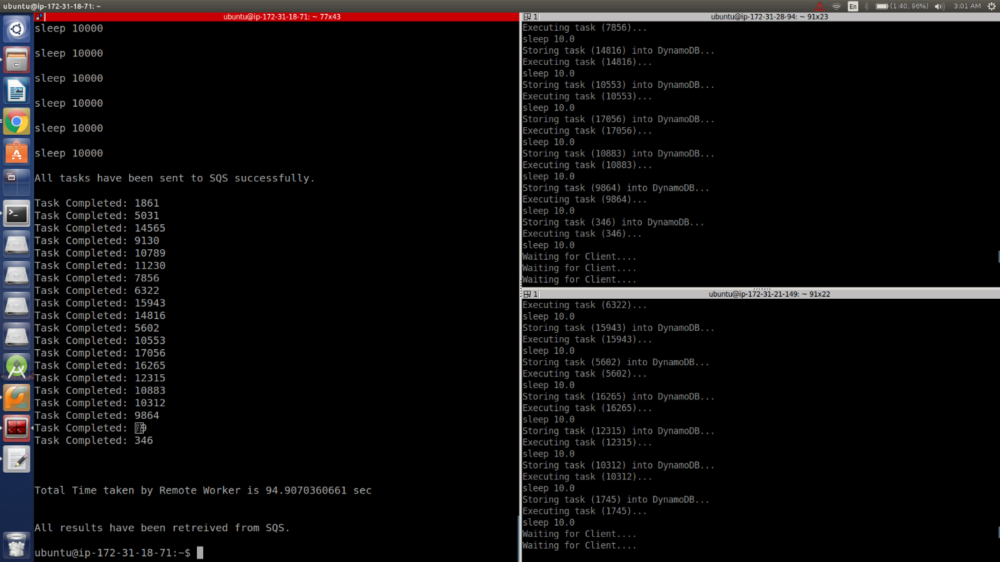 ubuntu@ip-172-31-18-71: ~
En
(1:40, 96%)
3:01 AM
ubuntu@ip-172-31-18-71: ~ 77x43
sleep 10000
sleep 10000
sleep 10000
sleep 10000
sleep 10000
sleep 10000
All tasks have been sent to SQS successfully.
Task Completed: 1861
Task Completed: 5031
Task Completed: 14565
Task Completed: 9130
Task Completed: 10789
Task Completed: 11230
Task Completed: 7856
Task Completed: 6322
Task Completed: 15943
Task Completed: 14816
Task Completed: 5602
Task Completed: 10553
Task Completed: 17056
Task Completed: 16265
Task Completed: 12315
Task Completed: 10883
Task Completed: 10312
Task Completed: 9864
Task Completed:
Task Completed: 346
Total Time taken by Remote Worker is 94.9070360661 sec
All results have been retreived from SQS.
ubuntu@ip-172-31-18-71:~$
1
ubuntu@ip-172-31-28-94: ~ 91x23
Executing task (7856)...
sleep 10.0
Storing task (14816) into DynamoDB...
Executing task (14816)...
sleep 10.0
Storing task (10553) into DynamoDB...
Executing task (10553)...
sleep 10.0
Storing task (17056) into DynamoDB...
Executing task (17056)...
sleep 10.0
Storing task (10883) into DynamoDB...
Executing task (10883)...
sleep 10.0
Storing task (9864) into DynamoDB...
Executing task (9864)...
sleep 10.0
Storing task (346) into DynamoDB...
Executing task (346)...
sleep 10.0
Waiting for Client....
Waiting for Client....
Waiting for Client....
1
ubuntu@ip-172-31-21-149: ~ 91x22
Executing task (6322)...
sleep 10.0
Storing task (15943) into DynamoDB...
Executing task (15943)...
sleep 10.0
Storing task (5602) into DynamoDB...
Executing task (5602)...
sleep 10.0
Storing task (16265) into DynamoDB...
Executing task (16265)...
sleep 10.0
Storing task (12315) into DynamoDB...
Executing task (12315)...
sleep 10.0
Storing task (10312) into DynamoDB...
Executing task (10312)...
sleep 10.0
Storing task (1745) into DynamoDB...
Executing task (1745)...
sleep 10.0
Waiting for Client....
Waiting for Client....